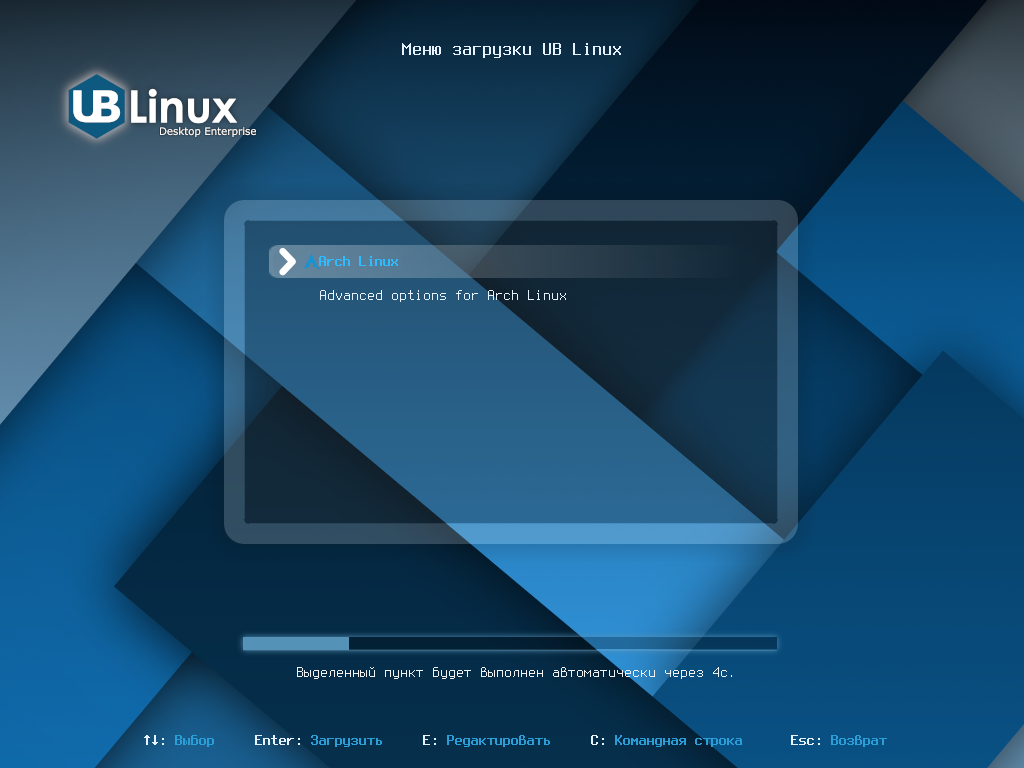 Меню загрузки UB Linux
UB Linux
Desktop Enterprise
Arch Linux
Advanced options for Arch Linux
Выделенный пункт будет выполнен автоматически через 4с.
↑↓: Выбор Enter: Загрузить E: Редактировать C: Командная строка Esc: Возврат